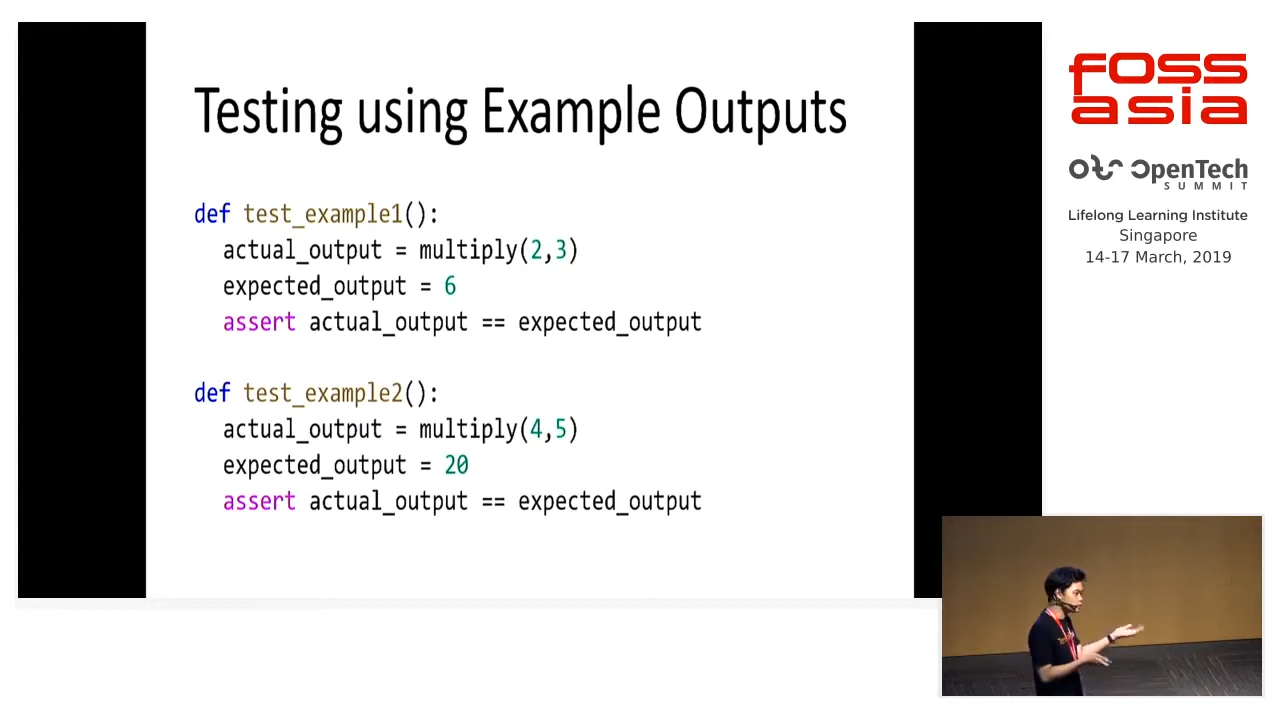 Testing using Example Outputs
def test_example1():
actual_output = multiply(2,3)
expected_output = 6
assert actual_output == expected_output
def test_example2():
actual_output = multiply(4,5)
expected_output = 20
assert actual_output == expected_output
fOSS
asia
OpenTech
SUMMIT
Lifelong Learning Institute
Singapore
14-17 March, 2019